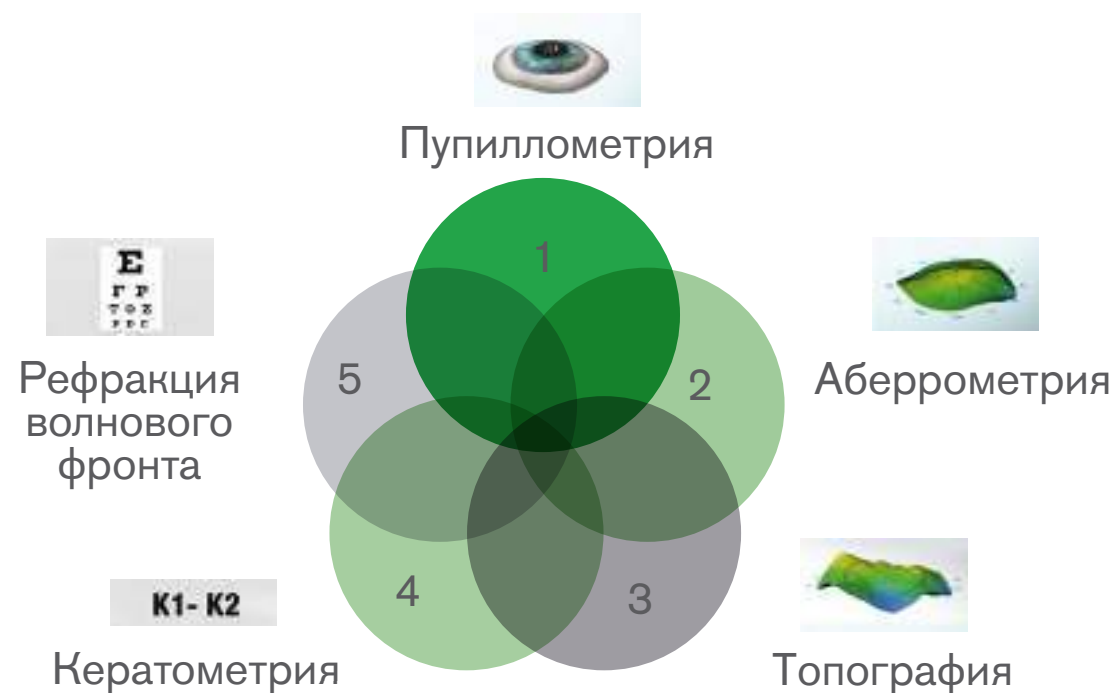 Пупиллометрия
1
E
Рефракция
волнового
фронта
5
2
Аберрометрия
4
3
K1- K2
Кератометрия
Топография